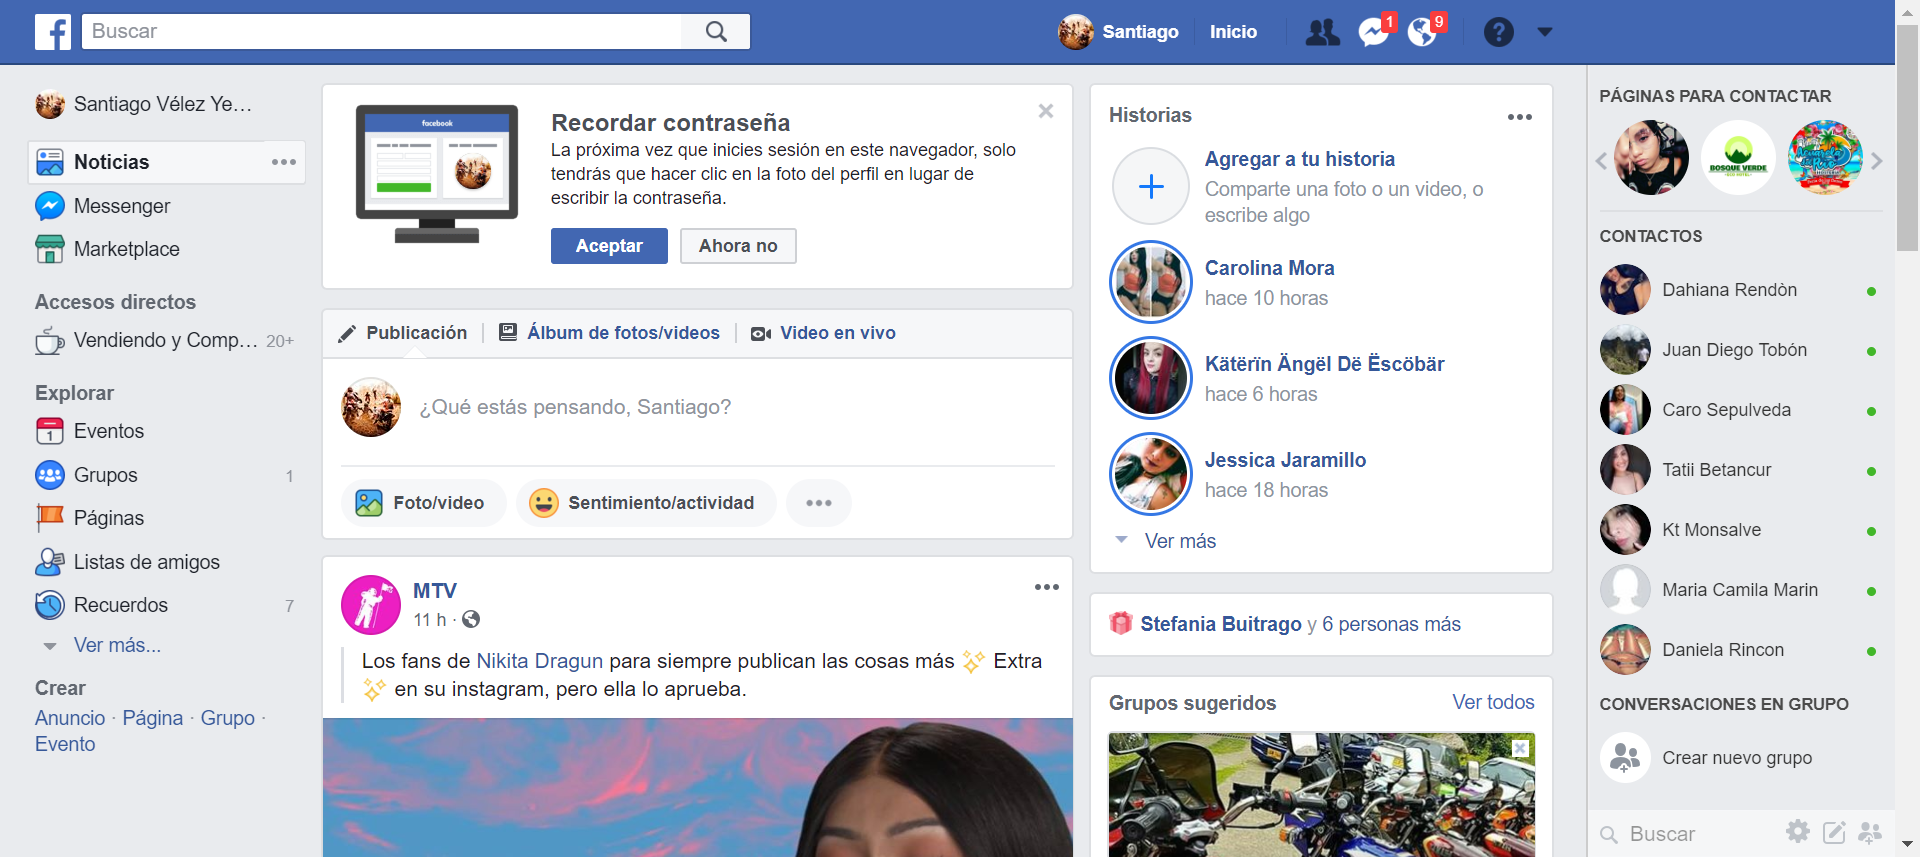 Buscar
Santiago
Inicio
1
9
Santiago Vélez Ye...
Noticias
Messenger
Marketplace
Accesos directos
Vendiendo y Comp... 20+
Explorar
1
Eventos
Grupos 1
Páginas
Listas de amigos
Recuerdos 7
Ver más...
Crear
Anuncio · Página · Grupo ·
Evento
facebook
Recordar contraseña
La próxima vez que inicies sesión en este navegador, solo
tendrás que hacer clic en la foto del perfil en lugar de
escribir la contraseña.
Aceptar
Ahora no
Publicación
Álbum de fotos/videos
Video en vivo
¿Qué estás pensando, Santiago?
Foto/video
Sentimiento/actividad
MTV
11 h ·
Los fans de Nikita Dragun para siempre publican las cosas más ✨ Extra
✨ en su instagram, pero ella lo aprueba.
Historias
Agregar a tu historia
Comparte una foto o un video, o
escribe algo
Carolina Mora
hace 10 horas
Kätërïn Ängël Dë Ëscöbär
hace 6 horas
Jessica Jaramillo
hace 18 horas
Ver más
Stefania Buitrago y 6 personas más
Grupos sugeridos
Ver todos
PÁGINAS PARA CONTACTAR
BOSQUE VERDE
CONTACTOS
Dahiana Rendòn
Juan Diego Tobón
Caro Sepulveda
Tatii Betancur
Kt Monsalve
Maria Camila Marin
Daniela Rincon
CONVERSACIONES EN GRUPO
Crear nuevo grupo
Buscar